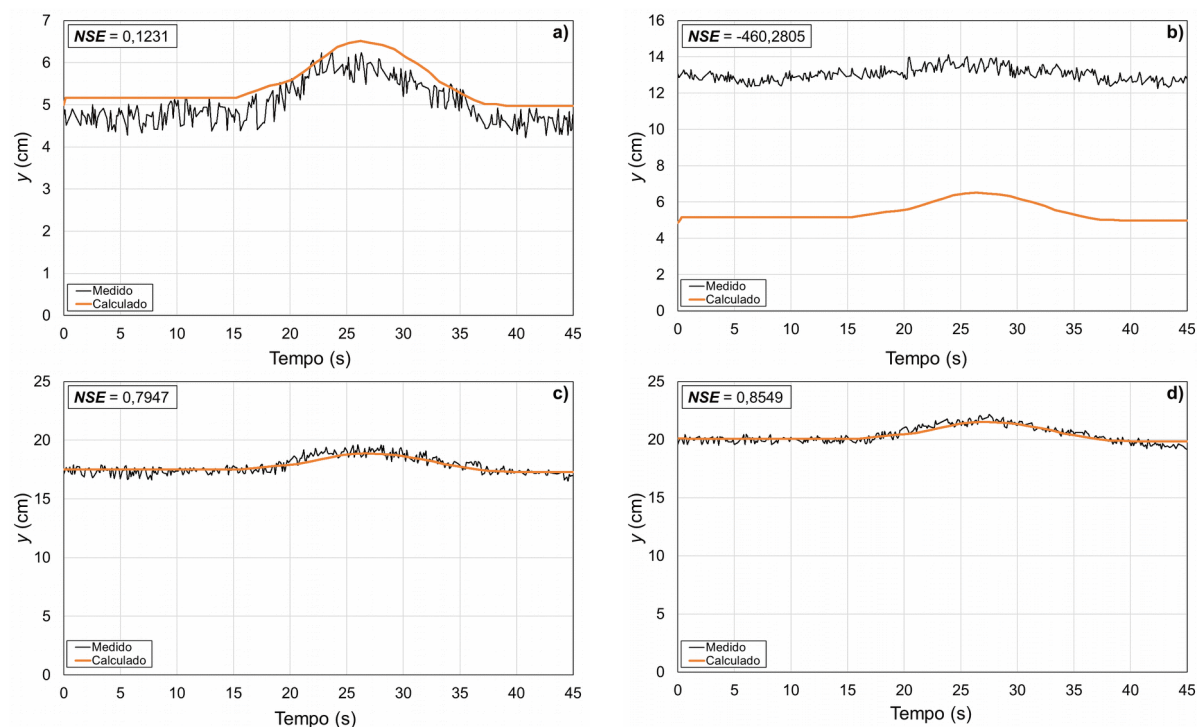 NSE = 0,1231
a)
7
6
5
4
3
2
1
0
y (cm)
Medido
Calculado
0 5 10 15 20 25 30 35 40 45
Tempo (s)
NSE = -460,2805
b)
16
14
12
10
8
6
4
2
0
y (cm)
Medido
Calculado
0 5 10 15 20 25 30 35 40 45
Tempo (s)
NSE = 0,7947
c)
25
20
15
10
5
0
y (cm)
Medido
Calculado
0 5 10 15 20 25 30 35 40 45
Tempo (s)
NSE = 0,8549
d)
25
20
15
10
5
0
y (cm)
Medido
Calculado
0 5 10 15 20 25 30 35 40 45
Tempo (s)